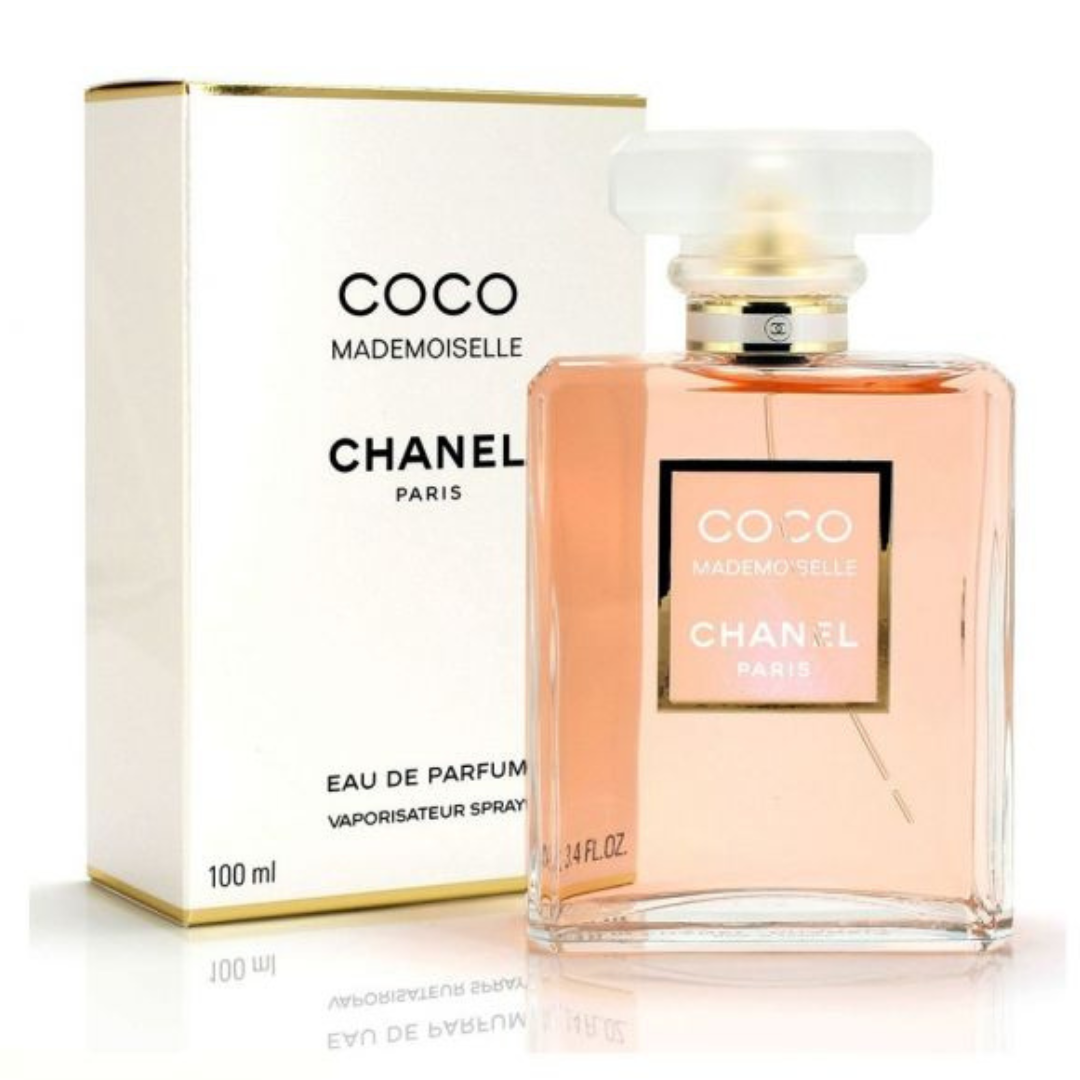 COCO
MADEMOISELLE
CHANEL
PARIS
EAU DE PARFUM
VAPORISATEUR SPRAY
100 ml
3.4 FL.OZ.
COCO
MADEMOISELLE
CHANEL
PARIS